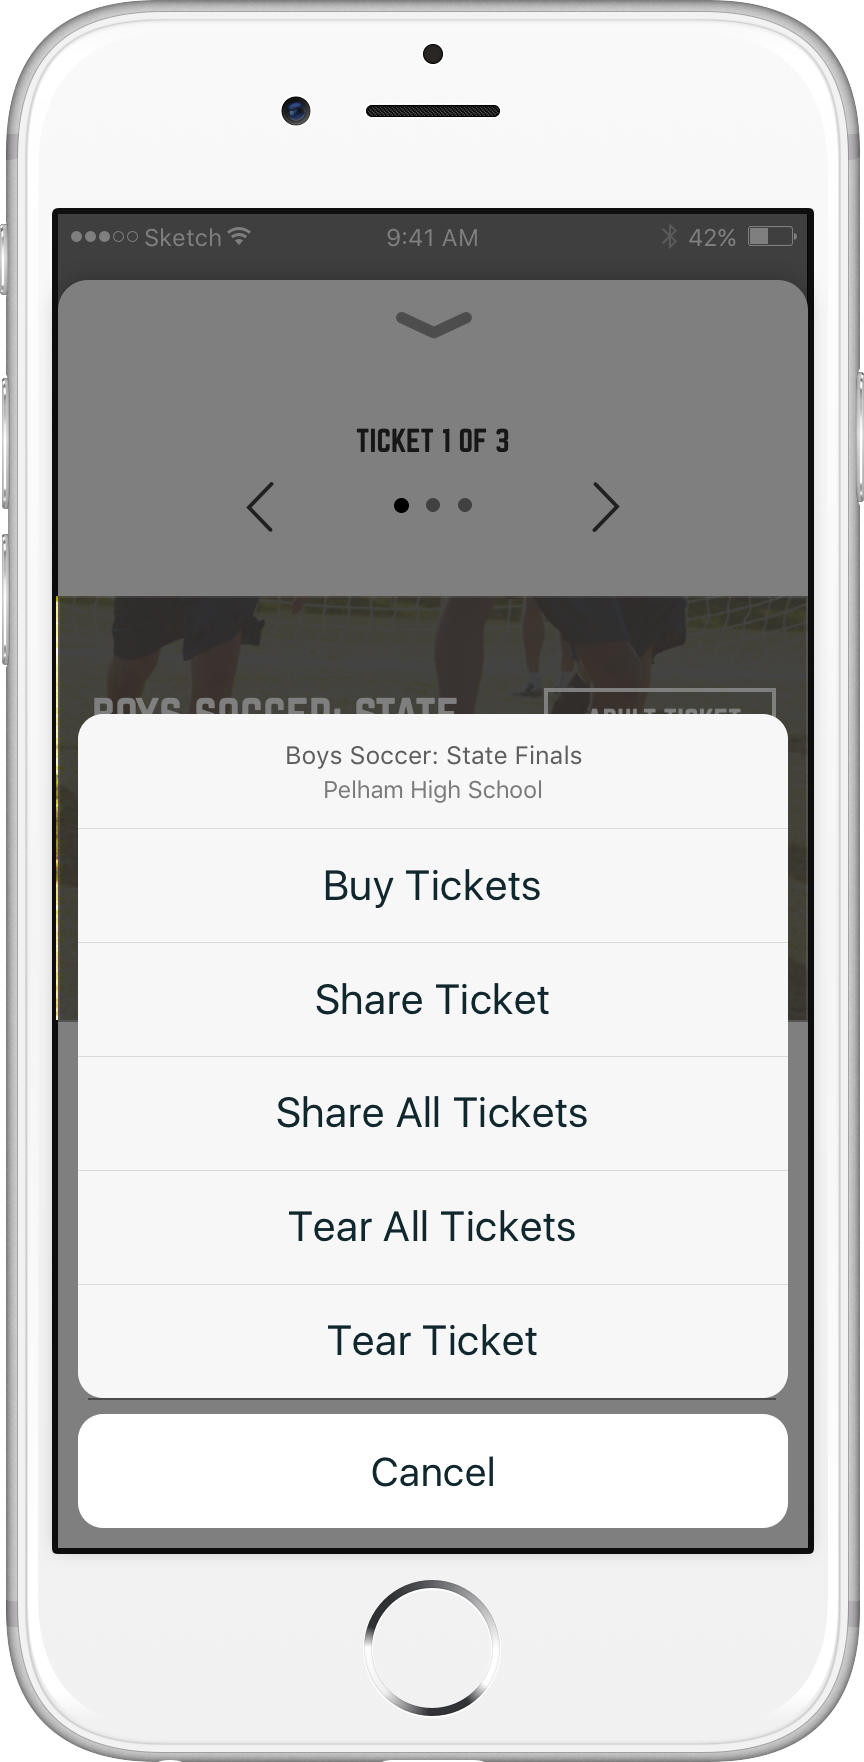 Sketch 9:41 AM 42%
TICKET 1 OF 3
BOYS SOCCER: STATE
ADULT TICKET
Boys Soccer: State Finals
Pelham High School
Buy Tickets
Share Ticket
Share All Tickets
Tear All Tickets
Tear Ticket
Cancel